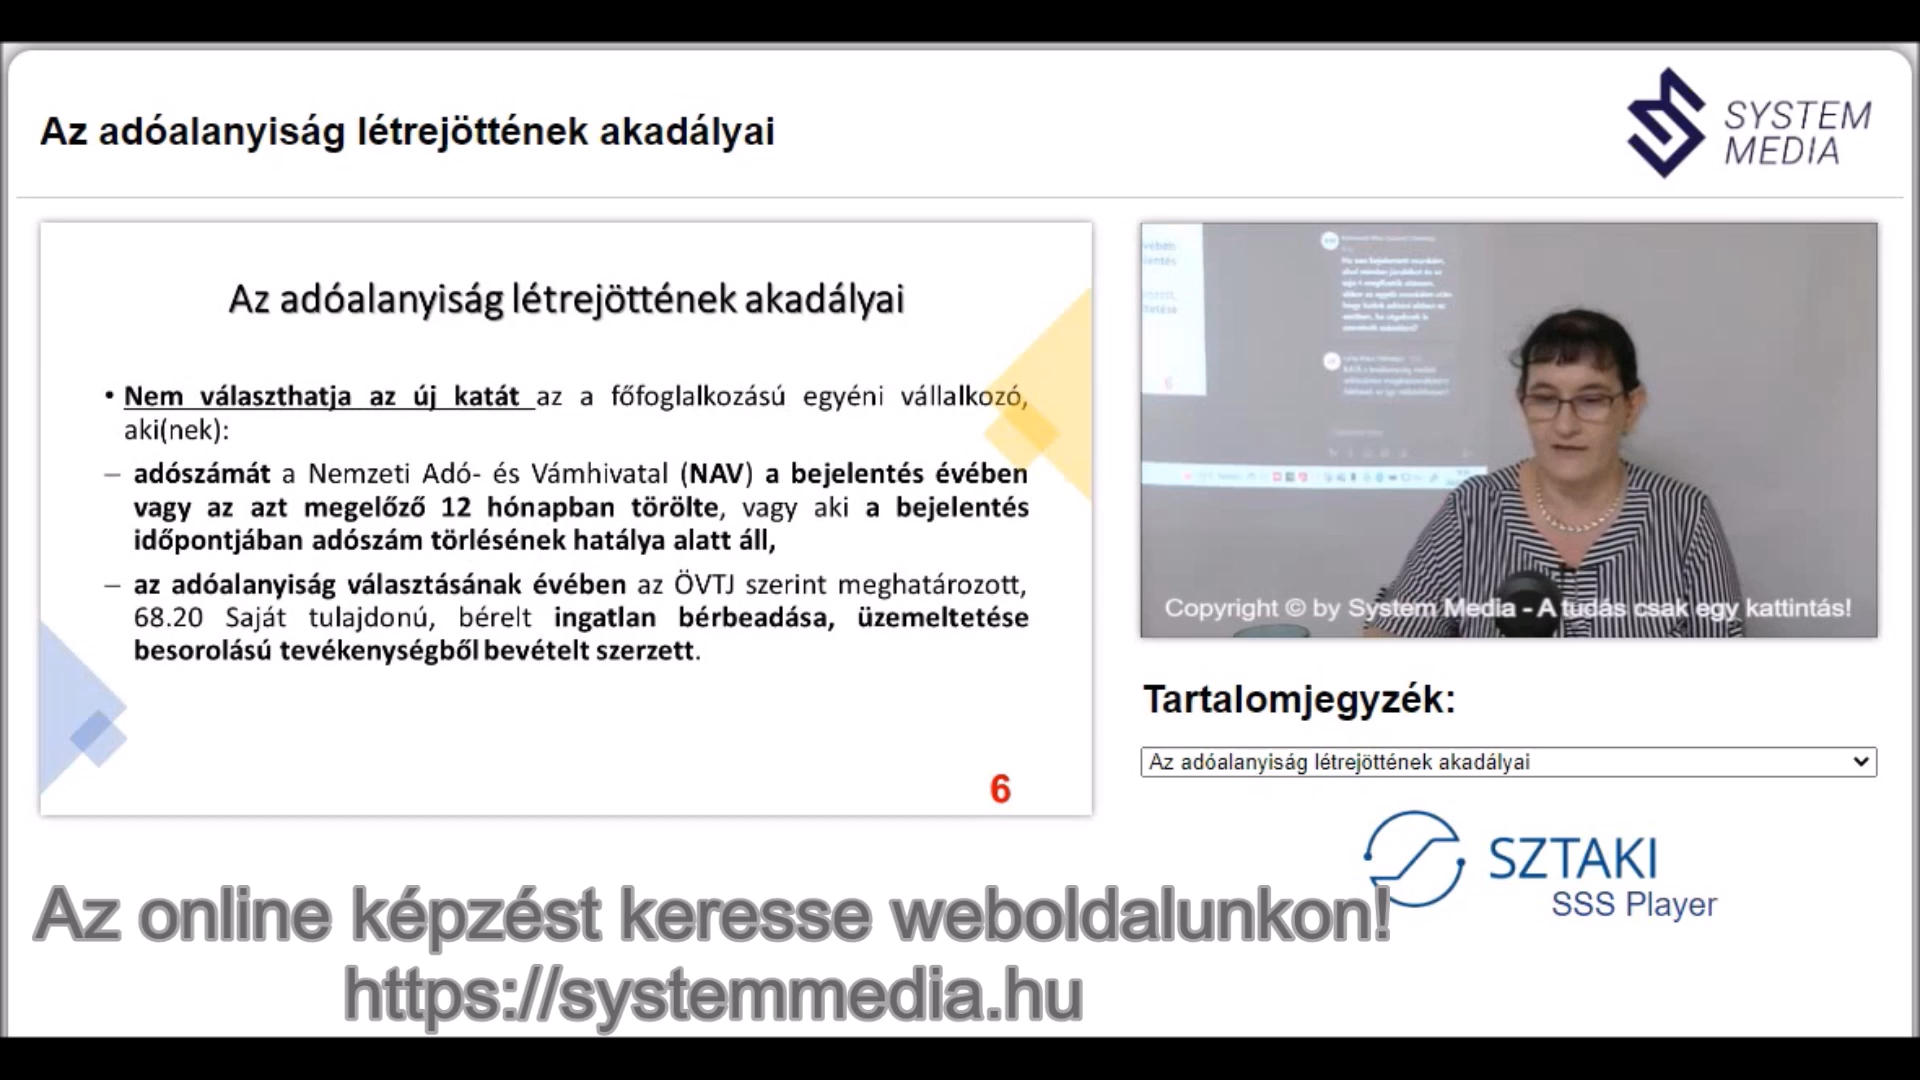 Az adóalanyiság létrejöttének akadályai
SYSTEM
MEDIA
Az adóalanyiság létrejöttének akadályai
• Nem választhatja az új katát az a főfoglalkozású egyéni vállalkozó,
aki(nek):
– adószámát a Nemzeti Adó- és Vámhivatal (NAV) a bejelentés évében
vagy az azt megelőző 12 hónapban törölte, vagy aki a bejelentés
időpontjában adószám törlésének hatálya alatt áll,
– az adóalanyiság választásának évében az ÖVTJ szerint meghatározott,
68.20 Saját tulajdonú, bérelt ingatlan bérbeadása, üzemeltetése
besorolású tevékenységből bevételt szerzett.
6
Copyright © by System Media - A tudás csak egy kattintás!
Tartalomjegyzék:
Az adóalanyiság létrejöttének akadályai
SZTAKI
SSS Player
Az online képzést keresse weboldalunkon!
https://systemmedia.hu